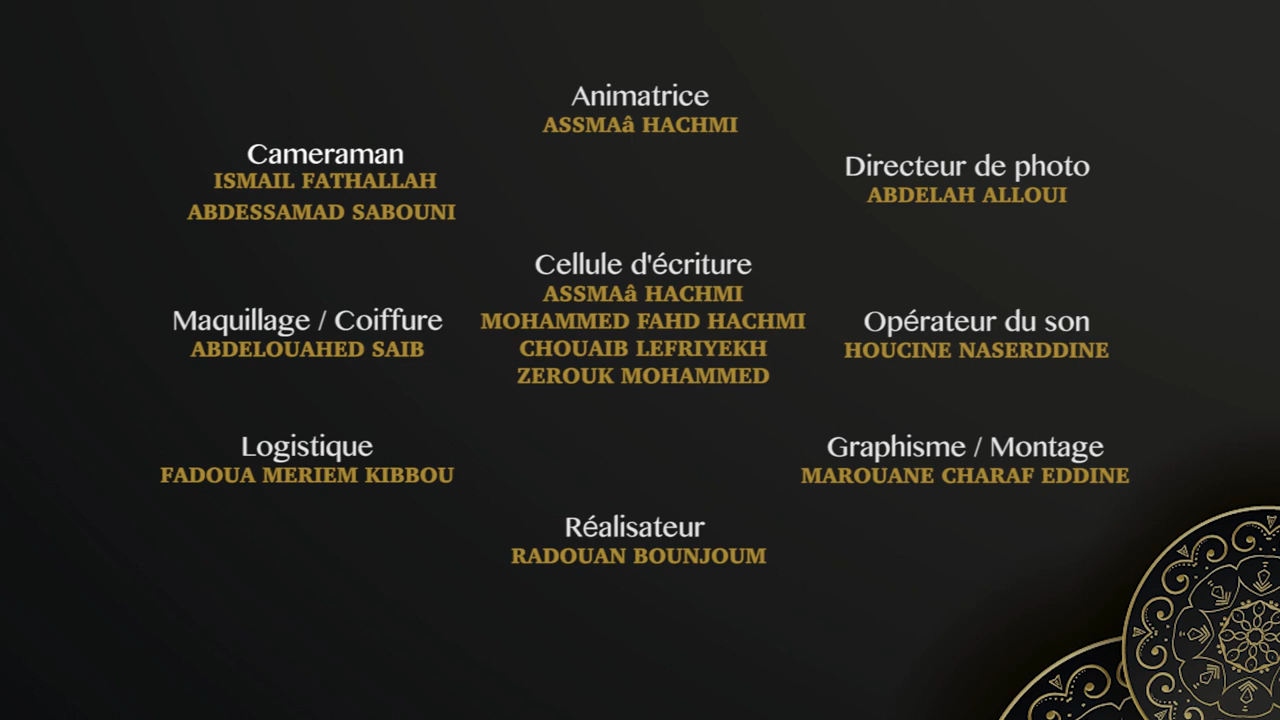 Animatrice
ASSMAâ HACHMI
Cameraman
ISMAIL FATHALLAH
ABDESSAMAD SABOUNI
Directeur de photo
ABDELAH ALLOUI
Cellule d'écriture
ASSMAâ HACHMI
MOHAMMED FAHD HACHMI
CHOUAIB LEFRIYEKH
ZEROUK MOHAMMED
Maquillage / Coiffure
ABDELOUAHED SAIB
Opérateur du son
HOUCINE NASERDDINE
Logistique
FADOUA MERIEM KIBBOU
Graphisme / Montage
MAROUANE CHARAF EDDINE
Réalisateur
RADOUAN BOUNJOUM